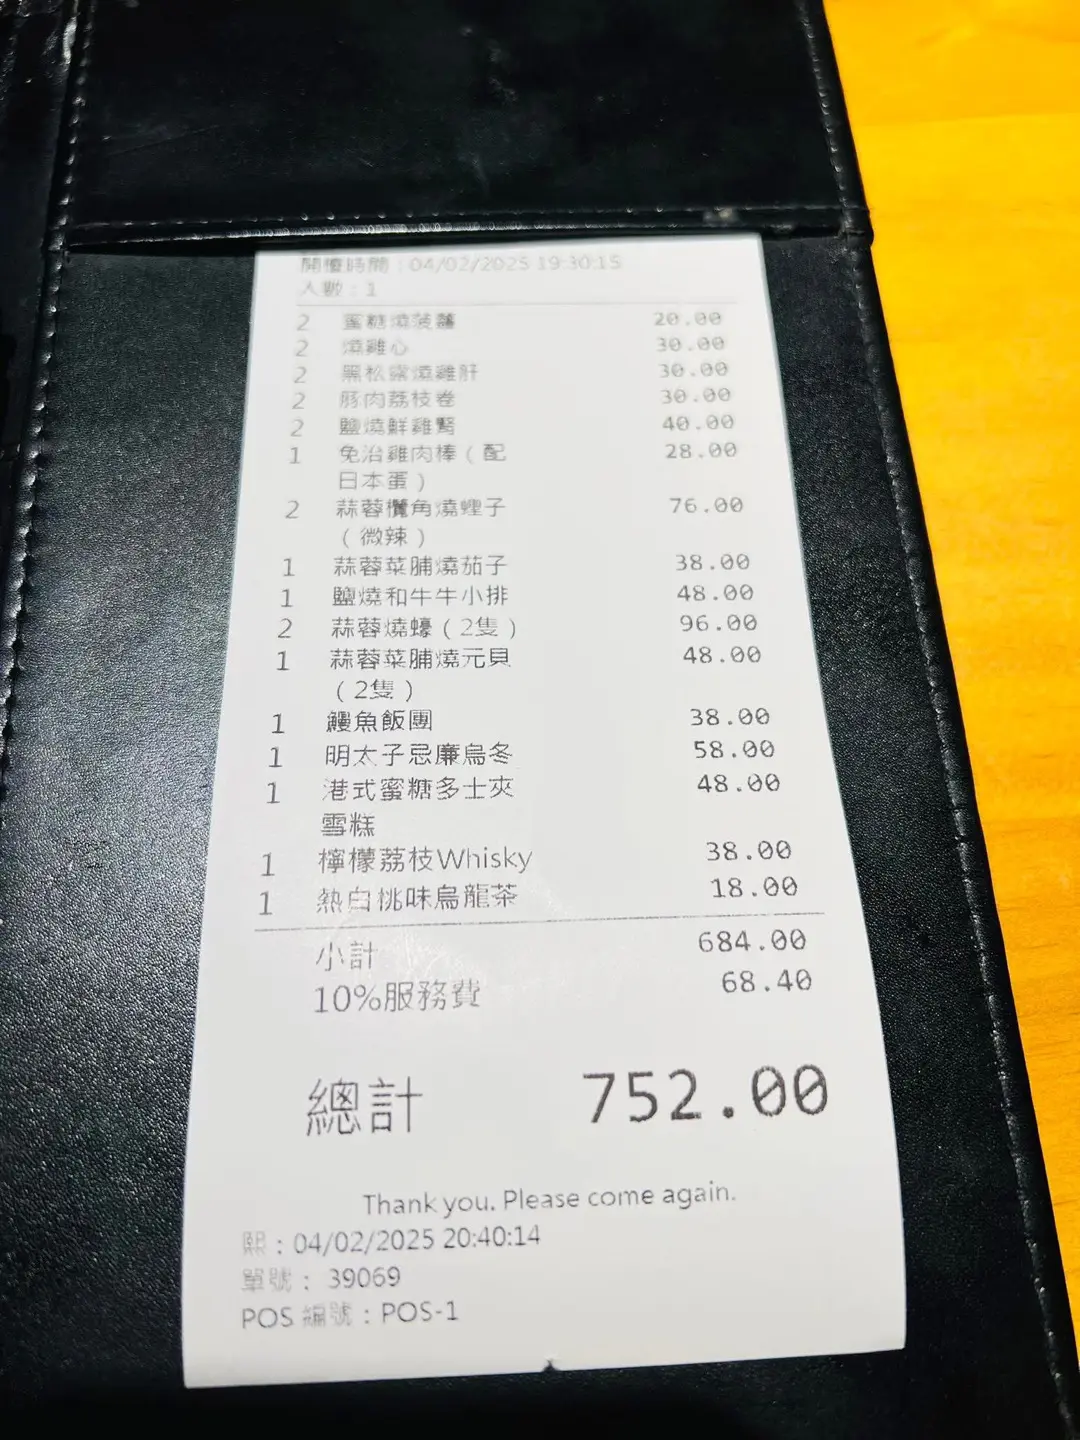 開檯時間：04/02/2025 19:30:15
人數：1
2 蜜糖燒菠蘿 20.00
2 燒雞心 30.00
2 黑松露燒雞肝 30.00
2 豚肉荔枝卷 30.00
2 鹽燒鮮雞腎 40.00
1 免治雞肉棒（配 28.00
日本蛋）
2 蒜蓉欖角燒蟶子 76.00
（微辣）
1 蒜蓉菜脯燒茄子 38.00
1 鹽燒和牛牛小排 48.00
2 蒜蓉燒蠔（2隻） 96.00
1 蒜蓉菜脯燒元貝 48.00
（2隻）
1 鰻魚飯團 38.00
1 明太子忌廉烏冬 58.00
1 港式蜜糖多士夾 48.00
雪糕
1 檸檬荔枝Whisky 38.00
1 熱白桃味烏龍茶 18.00
小計 684.00
10%服務費 68.40
總計 752.00
Thank you. Please come again.
：04/02/2025 20:40:14
單號： 39069
POS 編號：POS-1